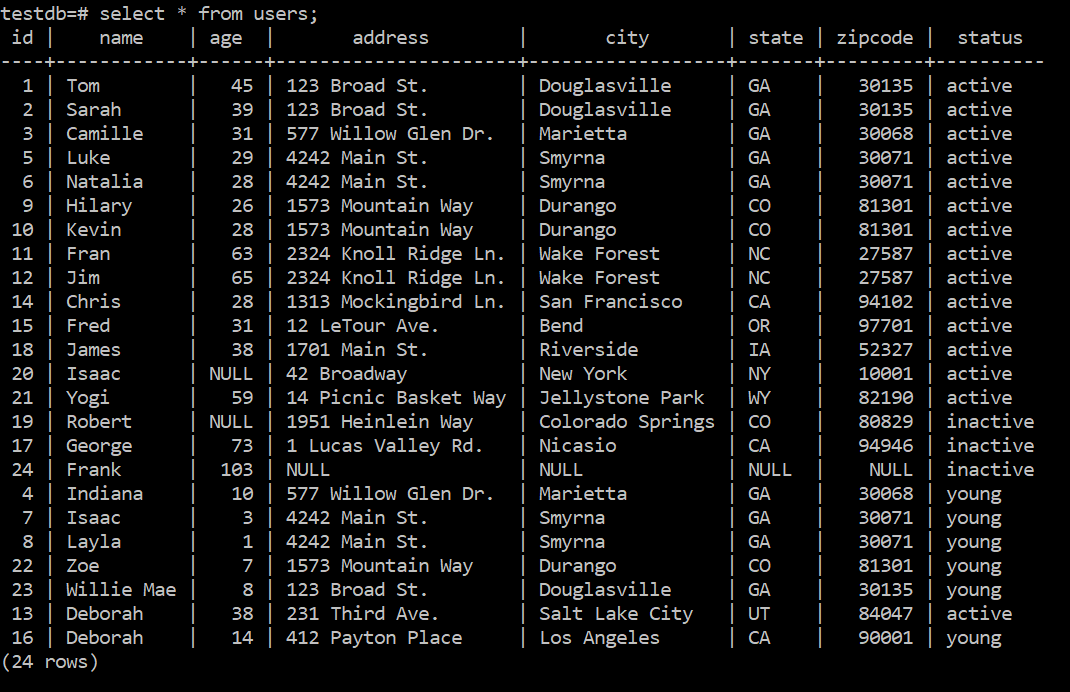 testdb=# select * from users;
 id |    name    | age  |       address        |       city       | state | zipcode |  status
----+------------+------+----------------------+------------------+-------+---------+----------
  1 | Tom        |   45 | 123 Broad St.        | Douglasville     | GA    |   30135 | active
  2 | Sarah      |   39 | 123 Broad St.        | Douglasville     | GA    |   30135 | active
  3 | Camille    |   31 | 577 Willow Glen Dr.  | Marietta         | GA    |   30068 | active
  5 | Luke       |   29 | 4242 Main St.        | Smyrna           | GA    |   30071 | active
  6 | Natalia    |   28 | 4242 Main St.        | Smyrna           | GA    |   30071 | active
  9 | Hilary     |   26 | 1573 Mountain Way    | Durango          | CO    |   81301 | active
 10 | Kevin      |   28 | 1573 Mountain Way    | Durango          | CO    |   81301 | active
 11 | Fran       |   63 | 2324 Knoll Ridge Ln. | Wake Forest      | NC    |   27587 | active
 12 | Jim        |   65 | 2324 Knoll Ridge Ln. | Wake Forest      | NC    |   27587 | active
 14 | Chris      |   28 | 1313 Mockingbird Ln. | San Francisco    | CA    |   94102 | active
 15 | Fred       |   31 | 12 LeTour Ave.       | Bend             | OR    |   97701 | active
 18 | James      |   38 | 1701 Main St.        | Riverside        | IA    |   52327 | active
 20 | Isaac      | NULL | 42 Broadway          | New York         | NY    |   10001 | active
 21 | Yogi       |   59 | 14 Picnic Basket Way | Jellystone Park  | WY    |   82190 | active
 19 | Robert     | NULL | 1951 Heinlein Way    | Colorado Springs | CO    |   80829 | inactive
 17 | George     |   73 | 1 Lucas Valley Rd.   | Nicasio          | CA    |   94946 | inactive
 24 | Frank      |  103 | NULL                 | NULL             | NULL  |    NULL | inactive
  4 | Indiana    |   10 | 577 Willow Glen Dr.  | Marietta         | GA    |   30068 | young
  7 | Isaac      |    3 | 4242 Main St.        | Smyrna           | GA    |   30071 | young
  8 | Layla      |    1 | 4242 Main St.        | Smyrna           | GA    |   30071 | young
 22 | Zoe        |    7 | 1573 Mountain Way    | Durango          | CO    |   81301 | young
 23 | Willie Mae |    8 | 123 Broad St.        | Douglasville     | GA    |   30135 | young
 13 | Deborah    |   38 | 231 Third Ave.       | Salt Lake City   | UT    |   84047 | active
 16 | Deborah    |   14 | 412 Payton Place     | Los Angeles      | CA    |   90001 | young
(24 rows)